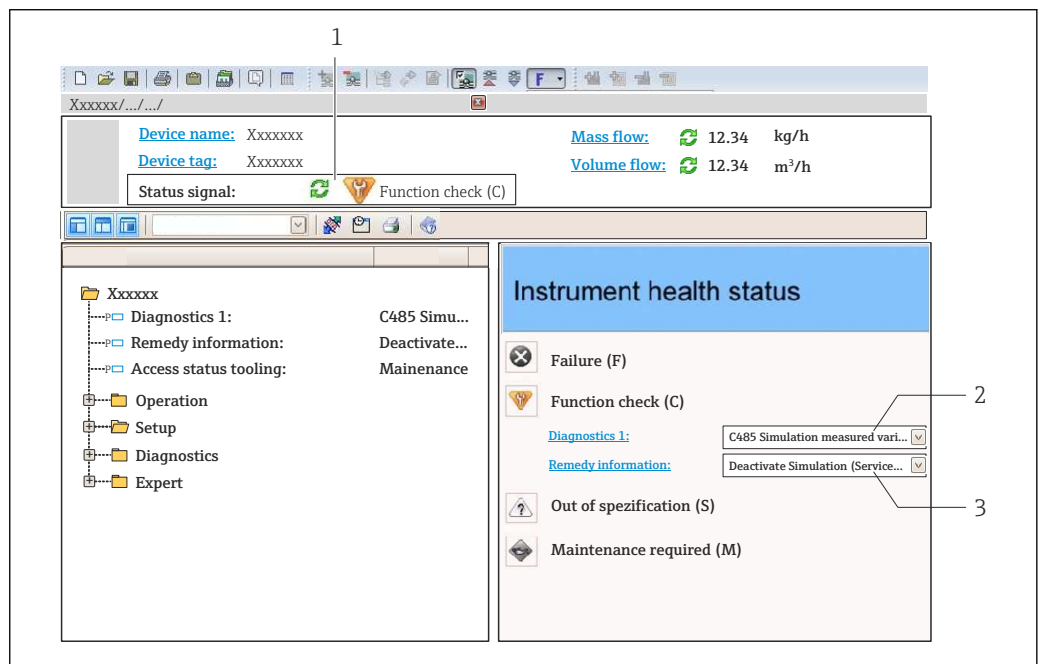 1
F
Xxxxxx/.../.../
Device name: Xxxxxxx
Mass flow: 12.34 kg/h
Device tag: Xxxxxxx
Volume flow: 12.34 m³/h
Status signal: Function check (C)
Xxxxxx
Diagnostics 1: C485 Simu...
P Remedy information: Deactivate...
P Access status tooling: Mainenance
Operation
Setup
Diagnostics
Expert
Instrument health status
Failure (F)
Function check (C)
Diagnostics 1: C485 Simulation measured vari...
2
Remedy information: Deactivate Simulation (Service...
Out of spezification (S)
3
Maintenance required (M)